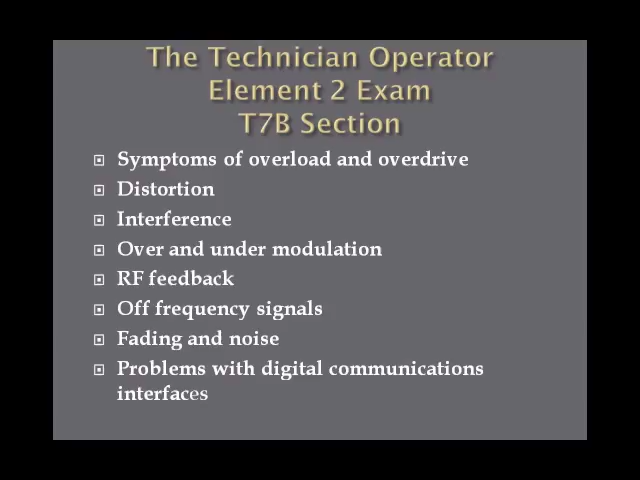 The Technician Operator
Element 2 Exam
T7B Section
Symptoms of overload and overdrive
Distortion
Interference
Over and under modulation
RF feedback
Off frequency signals
Fading and noise
Problems with digital communications
interfaces